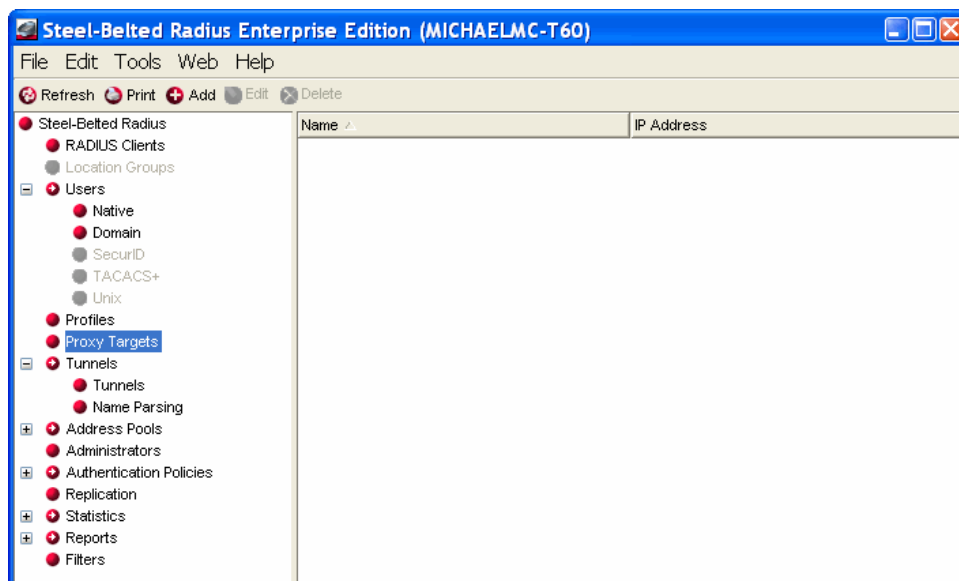 Steel-Belted Radius Enterprise Edition (MICHAELMC-T60)
File Edit Tools Web Help
Refresh Print Add Edit Delete
Steel-Belted Radius
RADIUS Clients
Location Groups
Users
Native
Domain
SecurID
TACACS+
Unix
Profiles
Proxy Targets
Tunnels
Tunnels
Name Parsing
Address Pools
Administrators
Authentication Policies
Replication
Statistics
Reports
Filters
Name IP Address